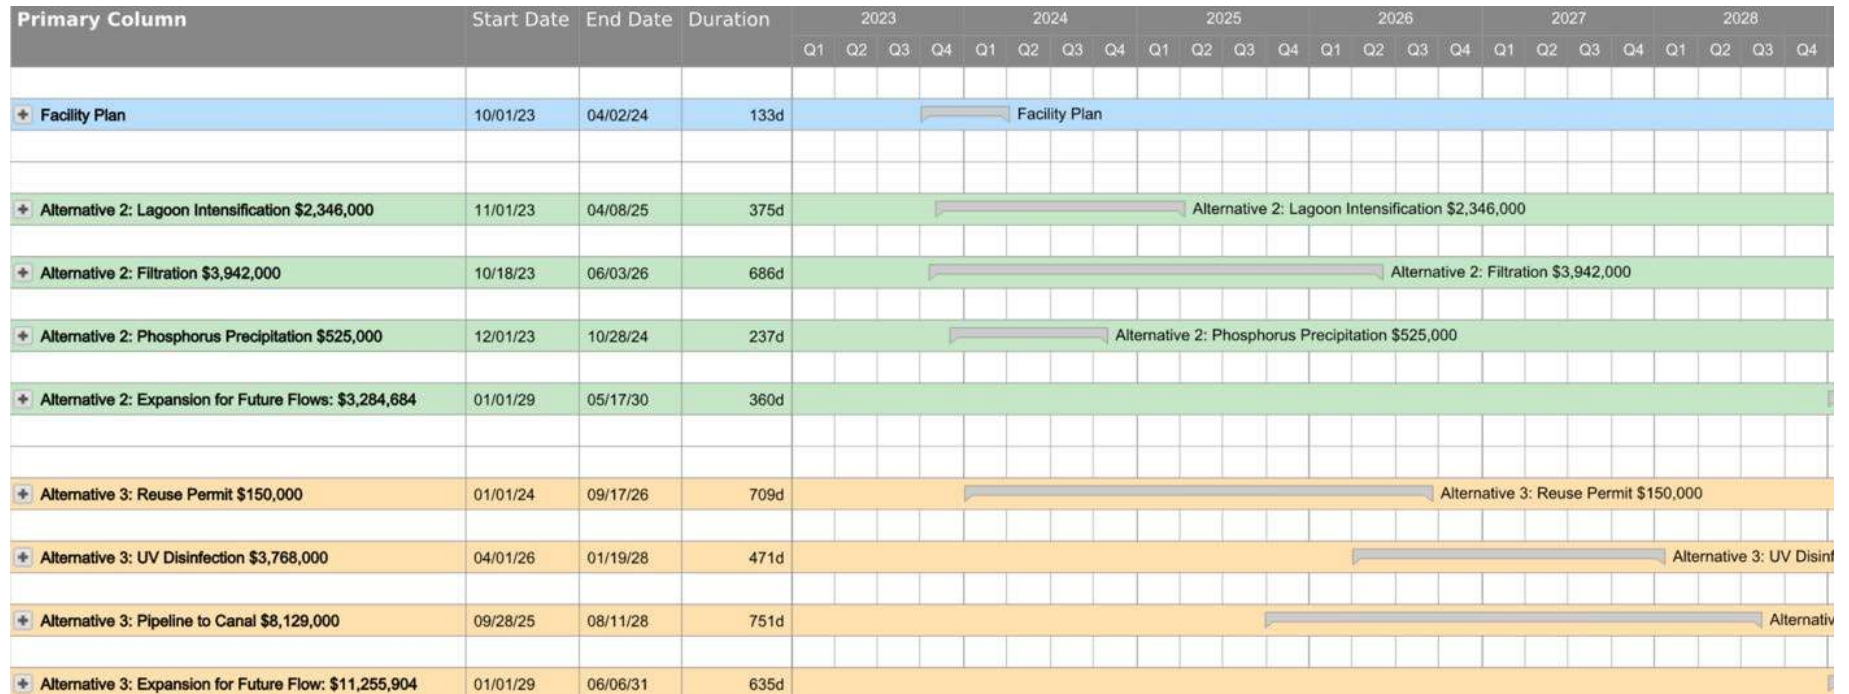 Primary Column Start Date End Date Duration 2023 2024 2025 2026 2027 2028
Q1 Q2 Q3 Q4 Q1 Q2 Q3 Q4 Q1 Q2 Q3 Q4 Q1 Q2 Q3 Q4 Q1 Q2 Q3 Q4 Q1 Q2 Q3 Q4
Facility Plan 10/01/23 04/02/24 133d Facility Plan
Alternative 2: Lagoon Intensification $2,346,000 11/01/23 04/08/25 375d Alternative 2: Lagoon Intensification $2,346,000
Alternative 2: Filtration $3,942,000 10/18/23 06/03/26 686d Alternative 2: Filtration $3,942,000
Alternative 2: Phosphorus Precipitation $525,000 12/01/23 10/28/24 237d Alternative 2: Phosphorus Precipitation $525,000
Alternative 2: Expansion for Future Flows: $3,284,684 01/01/29 05/17/30 360d
Alternative 3: Reuse Permit $150,000 01/01/24 09/17/26 709d Alternative 3: Reuse Permit $150,000
Alternative 3: UV Disinfection $3,768,000 04/01/26 01/19/28 471d Alternative 3: UV Disinf
Alternative 3: Pipeline to Canal $8,129,000 09/28/25 08/11/28 751d Alternativ
Alternative 3: Expansion for Future Flow: $11,255,904 01/01/29 06/06/31 635d